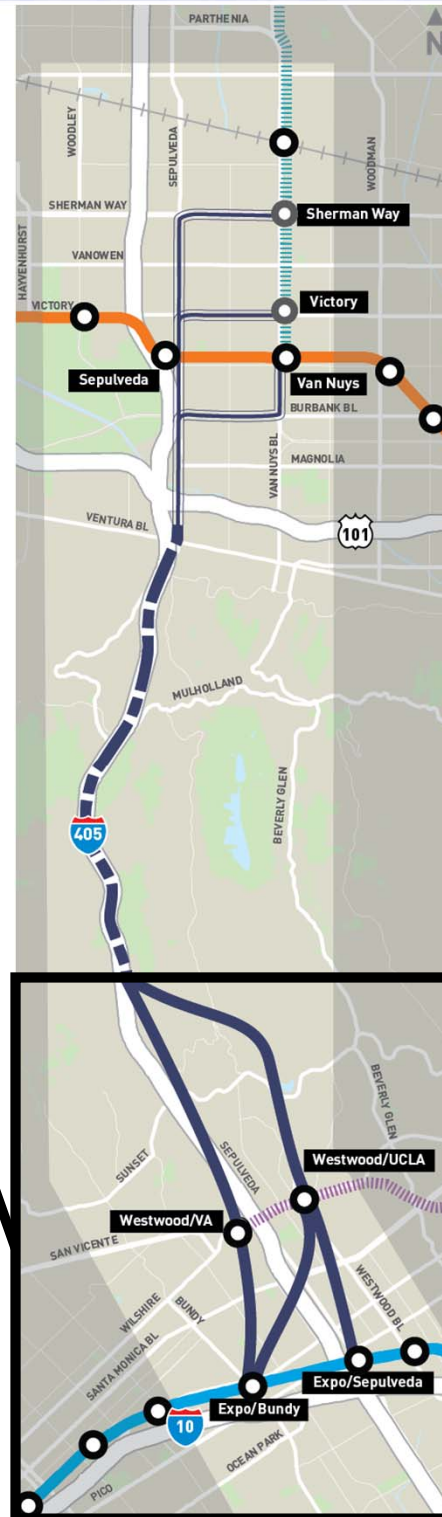 PARTHENIA
N
WOODLEY
SEPULVEDA
WOODMAN
SHERMAN WAY
Sherman Way
HAYVENHURST
VANOWEN
VICTORY
Victory
Sepulveda
Van Nuys
BURBANK BL
VAN NUYS BL
MAGNOLIA
VENTURA BL
101
MULHOLLAND
BEVERLY GLEN
405
BEVERLY GLEN
SUNSET
SEPULVEDA
Westwood/UCLA
Westwood/VA
SAN VICENTE
WILSHIRE
BUNDY
WESTWOOD BL
SANTA MONICA BL
Expo/Sepulveda
Expo/Bundy
10
OCEAN PARK
PICO